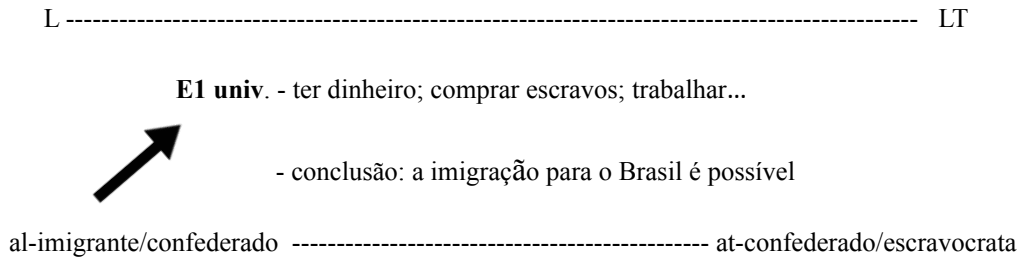 L ------------------------------------------------------------------------------------------------ LT
E1 univ. - ter dinheiro; comprar escravos; trabalhar...
- conclusão: a imigração para o Brasil é possível
al-imigrante/confederado ----------------------------------------------- at-confederado/escravocrata